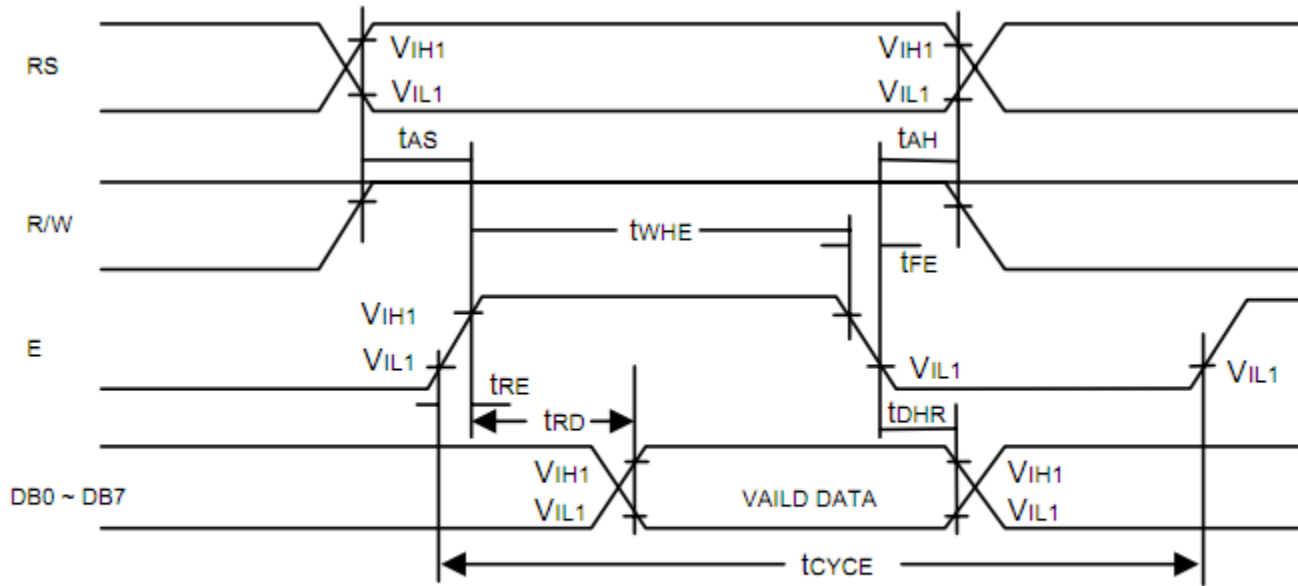 RS
VIH1
VIL1
VIH1
VIL1
tAS
tAH
R/W
tWHE
tFE
E
VIH1
VIL1
VIL1
VIL1
tRE
tRD
tDHR
DB0 ~ DB7
VIH1
VIL1
VAILD DATA
VIH1
VIL1
tCYCE